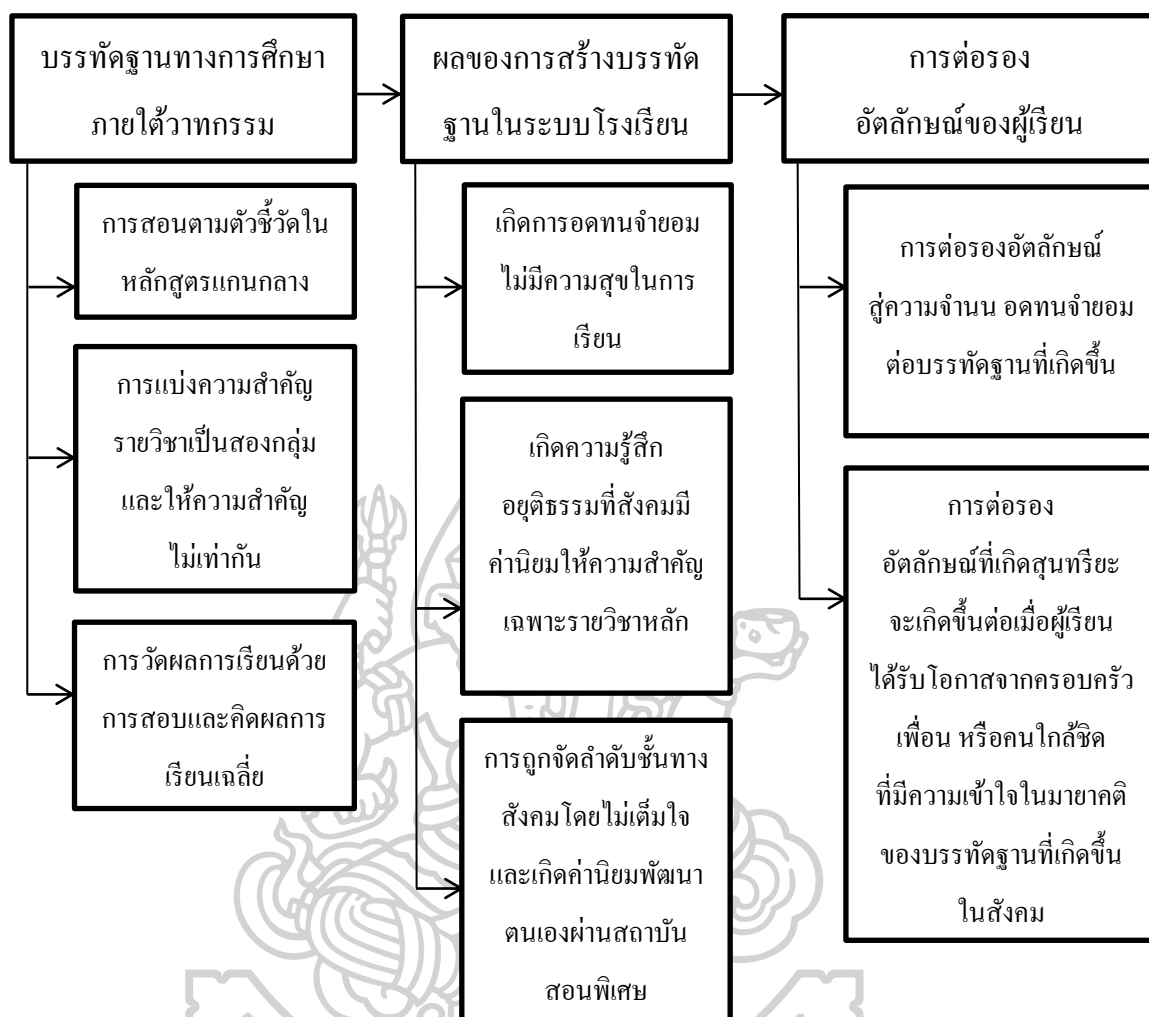 บรรทัดฐานทางการศึกษา
ภายใต้วาทกรรม
การสอนตามตัวชี้วัดใน
หลักสูตรแกนกลาง
การแบ่งความสำคัญ
รายวิชาเป็นสองกลุ่ม
และให้ความสำคัญ
ไม่เท่ากัน
การวัดผลการเรียนด้วย
การสอบและคิดผลการ
เรียนเฉลี่ย
ผลของการสร้างบรรทัด
ฐานในระบบโรงเรียน
เกิดการอดทนจำยอม
ไม่มีความสุขในการ
เรียน
เกิดความรู้สึก
อยุติธรรมที่สังคมมี
ค่านิยมให้ความสำคัญ
เฉพาะรายวิชาหลัก
การถูกจัดลำดับชั้นทาง
สังคมโดยไม่เต็มใจ
และเกิดค่านิยมพัฒนา
ตนเองผ่านสถาบัน
สอนพิเศษ
การต่อรอง
อัตลักษณ์ของผู้เรียน
การต่อรองอัตลักษณ์
สู่ความจำนน อดทนจำยอม
ต่อบรรทัดฐานที่เกิดขึ้น
การต่อรอง
อัตลักษณ์ที่เกิดสุนทรียะ
จะเกิดขึ้นต่อเมื่อผู้เรียน
ได้รับโอกาสจากครอบครัว
เพื่อน หรือคนใกล้ชิด
ที่มีความเข้าใจในมายาคติ
ของบรรทัดฐานที่เกิดขึ้น
ในสังคม